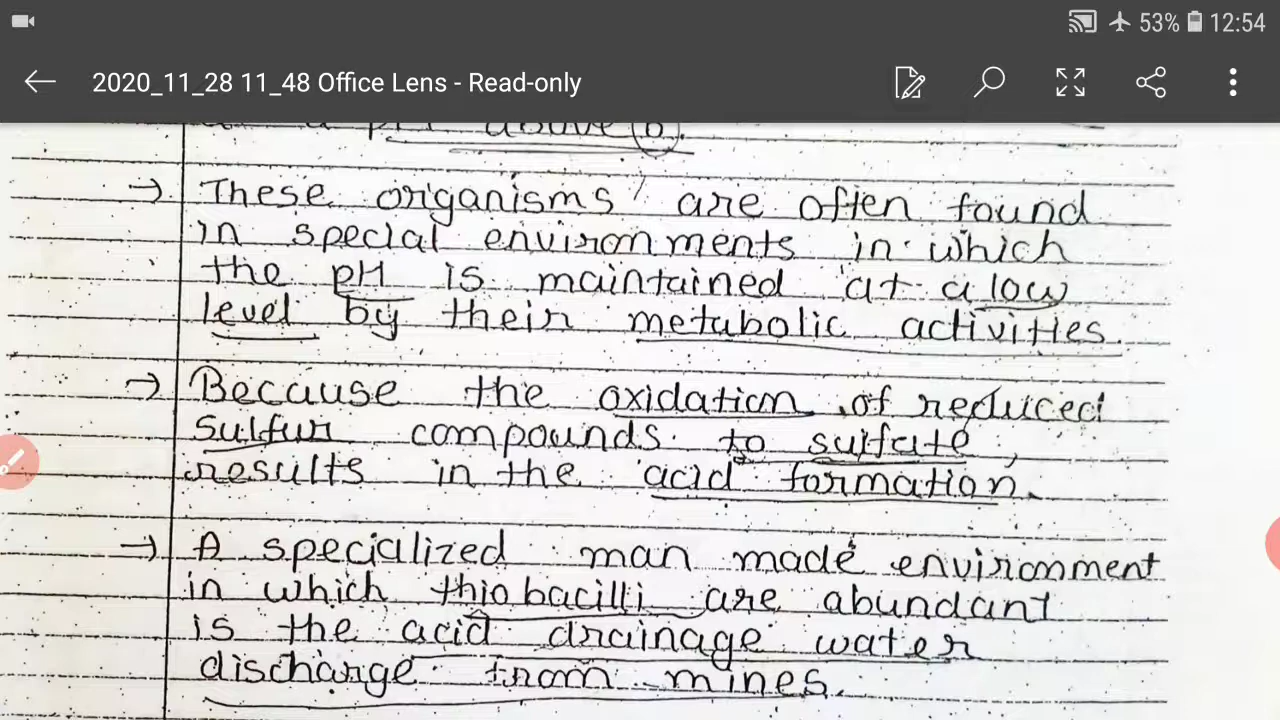 53% 12:54
2020_11_28 11_48 Office Lens - Read-only
pH above 6.
→ These organisms are often found
in special environments in which
the pH is maintained at a low
level by their metabolic activities.
→ Because the oxidation of reduced
sulfur compounds to sulfate,
results in the acid formation.
→ A specialized man made environment
in which thiobacilli are abundant
is the acid drainage water
discharge from mines.